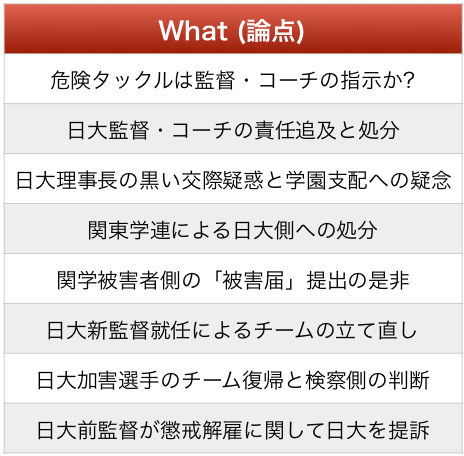 What (論点)
危険タックルは監督・コーチの指示か?
日大監督・コーチの責任追及と処分
日大理事長の黒い交際疑惑と学園支配への疑念
関東学連による日大側への処分
関学被害者側の「被害届」提出の是非
日大新監督就任によるチームの立て直し
日大加害選手のチーム復帰と検察側の判断
日大前監督が懲戒解雇に関して日大を提訴